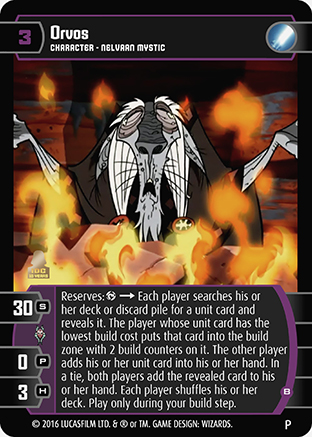 3
Orvos
CHARACTER - NELVAAN MYSTIC
30 S
0 P
3 H
Reserves: → Each player searches his or
her deck or discard pile for a unit card and
reveals it. The player whose unit card has the
lowest build cost puts that card into the build
zone with 2 build counters on it. The other player
adds his or her unit card into his or her hand. In
a tie, both players add the revealed card to his
or her hand. Each player shuffles his or her
deck. Play only during your build step.
B
© 2016 LUCASFILM LTD. & ® or TM. GAME DESIGN: WIZARDS.
P